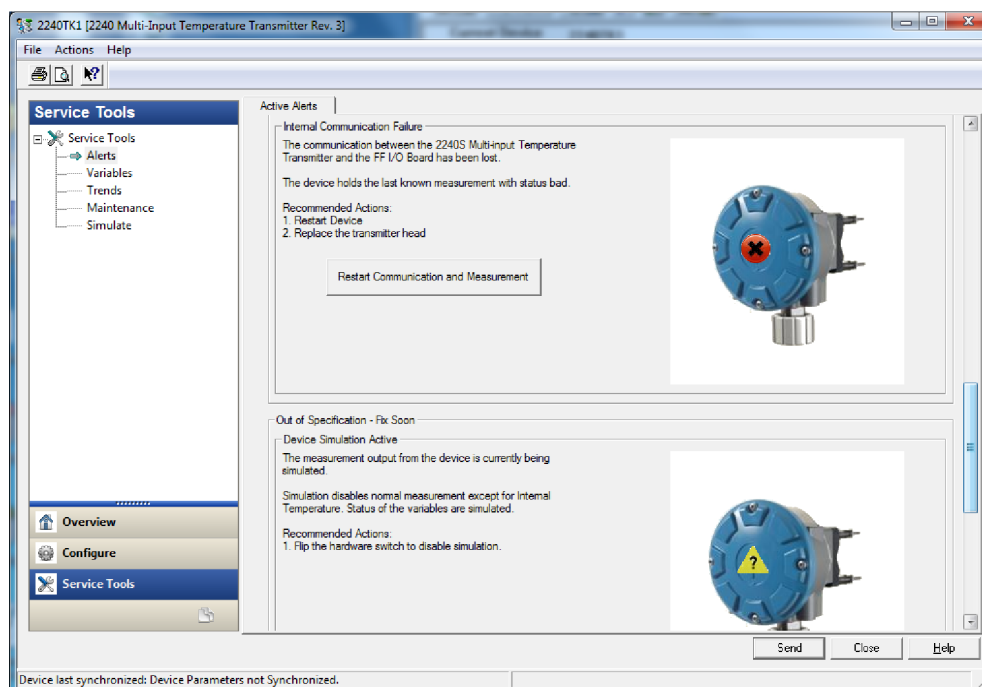 2240TK1 [2240 Multi-Input Temperature Transmitter Rev. 3]
Current Device 2240TK1
File Actions Help
Service Tools
Service Tools
Alerts
Variables
Trends
Maintenance
Simulate
Overview
Configure
Service Tools
Active Alerts
Internal Communication Failure
The communication between the 2240S Multi-input Temperature
Transmitter and the FF I/O Board has been lost.
The device holds the last known measurement with status bad.
Recommended Actions:
1. Restart Device
2. Replace the transmitter head
Restart Communication and Measurement
Out of Specification - Fix Soon
Device Simulation Active
The measurement output from the device is currently being
simulated.
Simulation disables normal measurement except for Internal
Temperature. Status of the variables are simulated.
Recommended Actions:
1. Flip the hardware switch to disable simulation.
?
Send Close Help
Device last synchronized: Device Parameters not Synchronized.